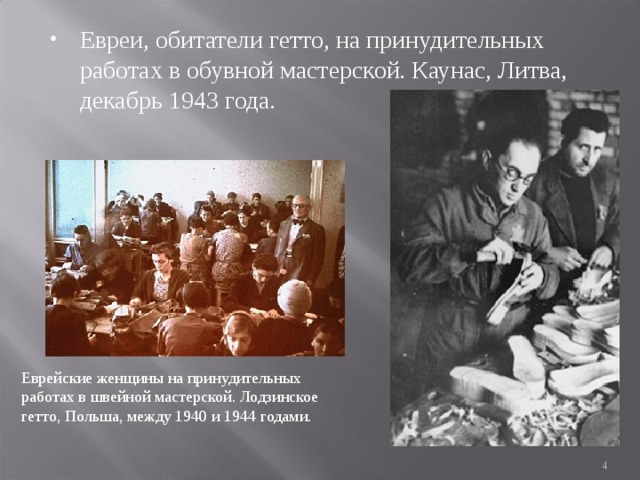 • Евреи, обитатели гетто, на принудительных
работах в обувной мастерской. Каунас, Литва,
декабрь 1943 года.
Еврейские женщины на принудительных
работах в швейной мастерской. Лодзинское
гетто, Польша, между 1940 и 1944 годами.
4